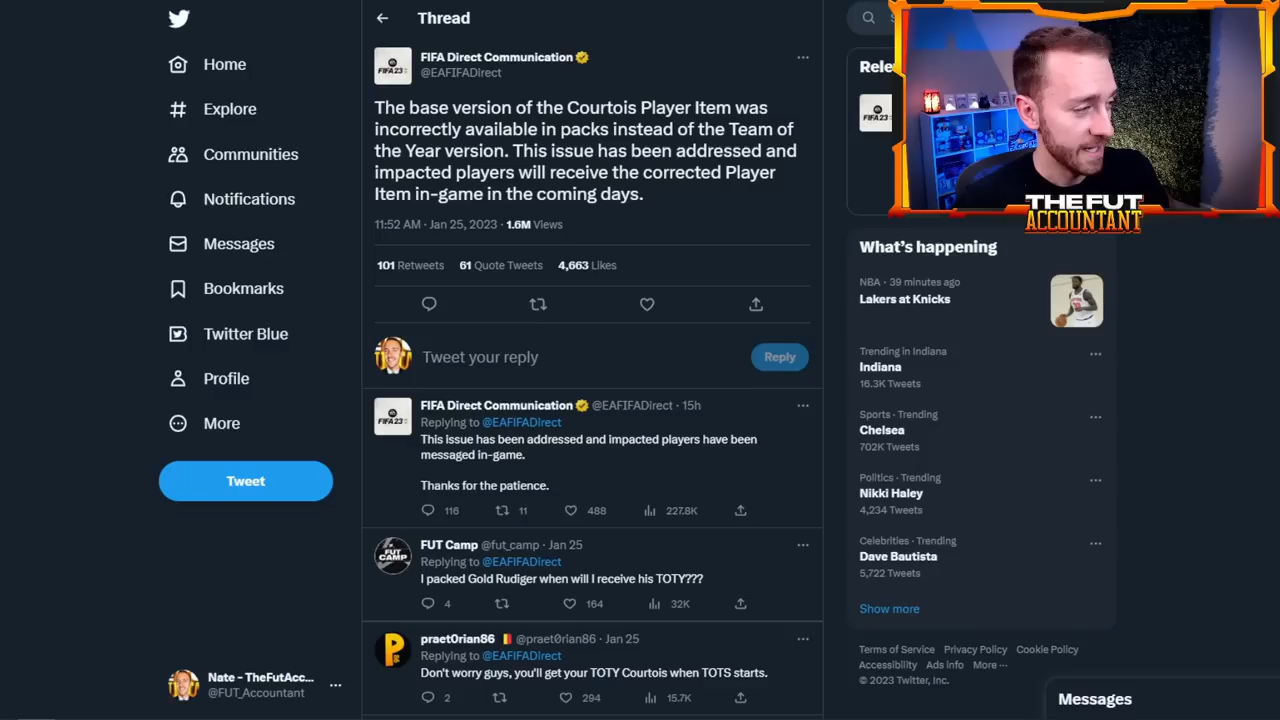 Home
Explore
Communities
Notifications
Messages
Bookmarks
Twitter Blue
Profile
More
Tweet
Nate - TheFutAcc...
@FUT_Accountant
Thread
FIFA Direct Communication
@EAFIFADirect
The base version of the Courtois Player Item was
incorrectly available in packs instead of the Team of
the Year version. This issue has been addressed and
impacted players will receive the corrected Player
Item in-game in the coming days.
11:52 AM · Jan 25, 2023 · 1.6M Views
101 Retweets 61 Quote Tweets 4,663 Likes
Tweet your reply
Reply
FIFA Direct Communication @EAFIFADirect · 15h
Replying to @EAFIFADirect
This issue has been addressed and impacted players have been
messaged in-game.
Thanks for the patience.
116 11 488 227.8K
FUT Camp @fut_camp · Jan 25
Replying to @EAFIFADirect
I packed Gold Rudiger when will I receive his TOTY???
4 164 32K
praet0rian86 @praet0rian86 · Jan 25
Replying to @EAFIFADirect
Don't worry guys, you'll get your TOTY Courtois when TOTS starts.
2 294 15.7K
FIFA 23
THE FUT
ACCOUNTANT
What's happening
NBA · 39 minutes ago
Lakers at Knicks
Trending in Indiana
Indiana
16.3K Tweets
Sports · Trending
Chelsea
702K Tweets
Politics · Trending
Nikki Haley
4,234 Tweets
Celebrities · Trending
Dave Bautista
5,722 Tweets
Show more
Terms of Service Privacy Policy Cookie Policy
Accessibility Ads info More ···
© 2023 Twitter, Inc.
Messages